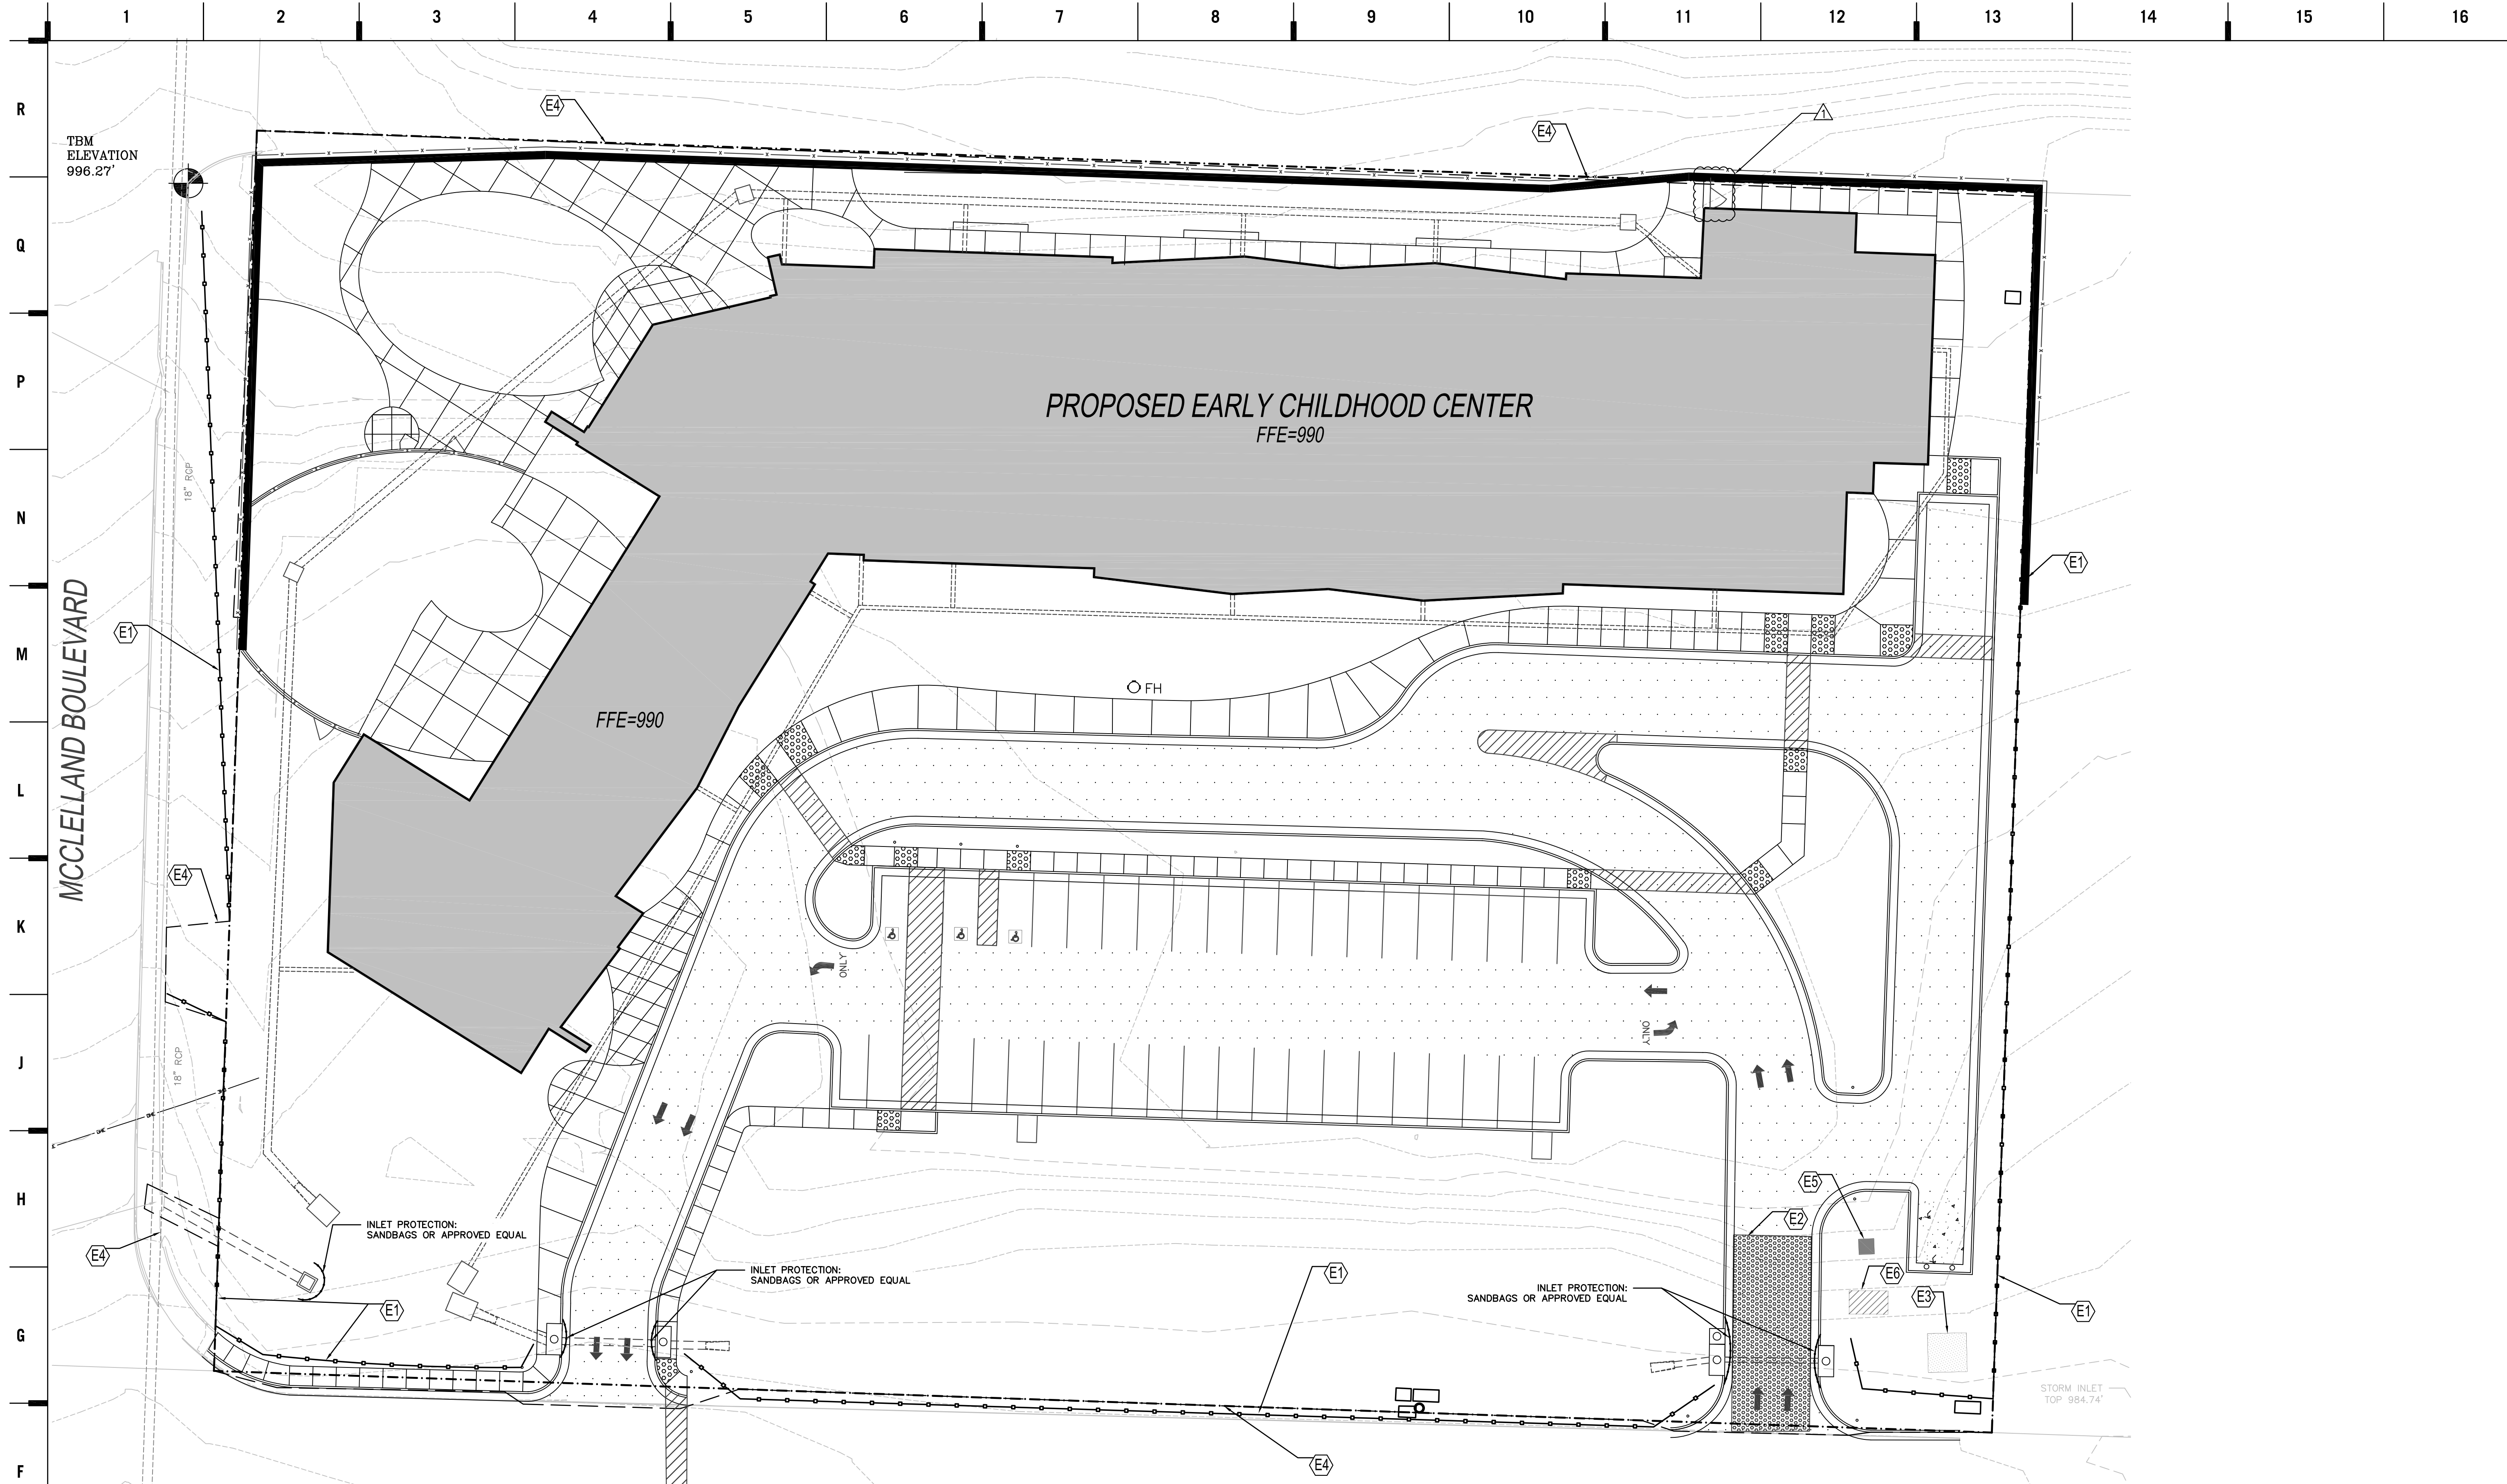 1 2 3 4 5 6 7 8 9 10 11 12 13 14 15 16
R
Q
P
N
M
L
K
J
H
G
F
TBM
ELEVATION
996.27'
E4
E4
1
PROPOSED EARLY CHILDHOOD CENTER
FFE=990
18" RCP
E1
E1
MCCLELLAND BOULEVARD
FH
FFE=990
E4
ONLY
ONLY
18" RCP
E5
E2
INLET PROTECTION:
SANDBAGS OR APPROVED EQUAL
E4
INLET PROTECTION:
SANDBAGS OR APPROVED EQUAL
E1
E6
INLET PROTECTION:
SANDBAGS OR APPROVED EQUAL
E3
E1
E1
STORM INLET
TOP 984.74'
E4